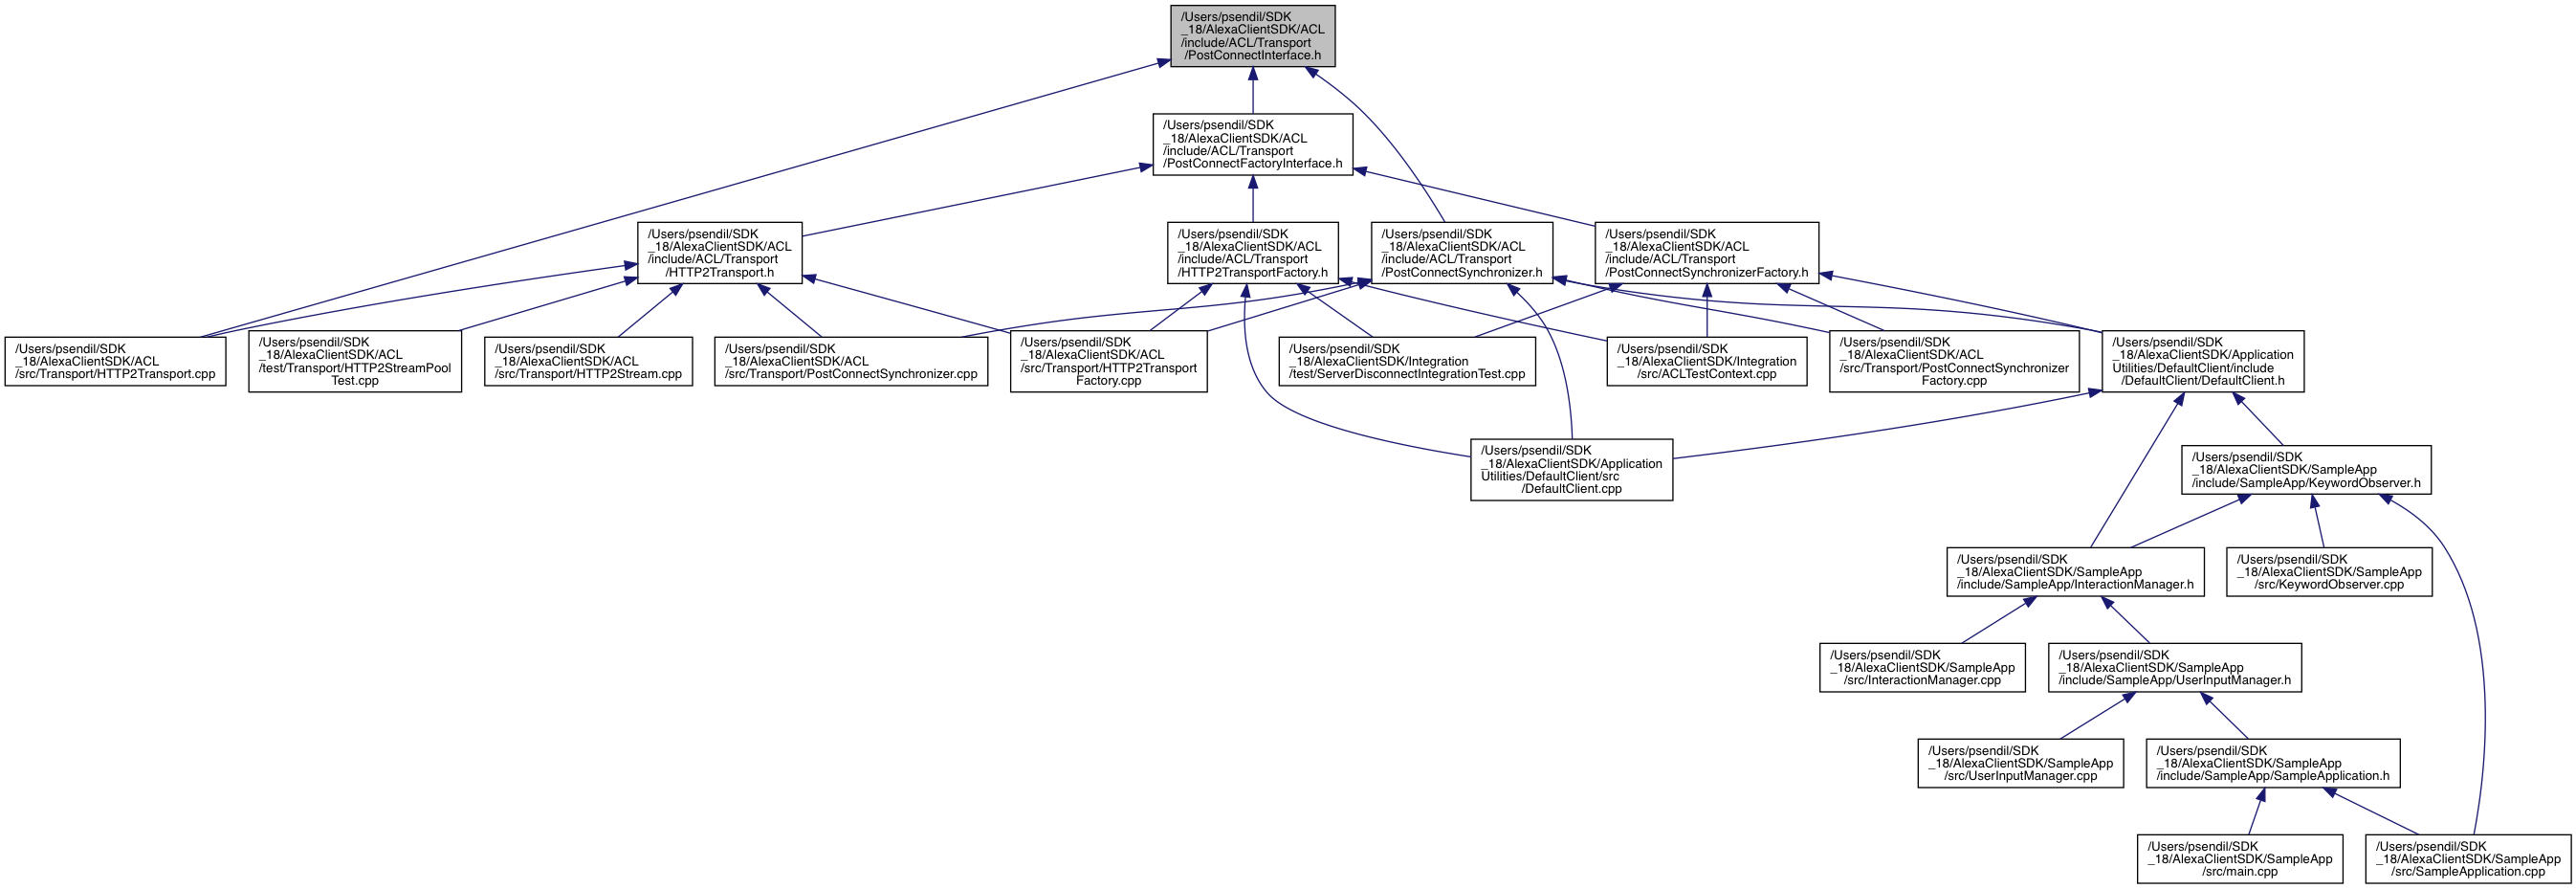 /Users/psendil/SDK
_18/AlexaClientSDK/ACL
/include/ACL/Transport
/PostConnectInterface.h
/Users/psendil/SDK
_18/AlexaClientSDK/ACL
/include/ACL/Transport
/PostConnectFactoryInterface.h
/Users/psendil/SDK
_18/AlexaClientSDK/ACL
/include/ACL/Transport
/HTTP2Transport.h
/Users/psendil/SDK
_18/AlexaClientSDK/ACL
/include/ACL/Transport
/HTTP2TransportFactory.h
/Users/psendil/SDK
_18/AlexaClientSDK/ACL
/include/ACL/Transport
/PostConnectSynchronizer.h
/Users/psendil/SDK
_18/AlexaClientSDK/ACL
/include/ACL/Transport
/PostConnectSynchronizerFactory.h
/Users/psendil/SDK
_18/AlexaClientSDK/ACL
/src/Transport/HTTP2Transport.cpp
/Users/psendil/SDK
_18/AlexaClientSDK/ACL
/test/Transport/HTTP2StreamPool
Test.cpp
/Users/psendil/SDK
_18/AlexaClientSDK/ACL
/src/Transport/HTTP2Stream.cpp
/Users/psendil/SDK
_18/AlexaClientSDK/ACL
/src/Transport/PostConnectSynchronizer.cpp
/Users/psendil/SDK
_18/AlexaClientSDK/ACL
/src/Transport/HTTP2Transport
Factory.cpp
/Users/psendil/SDK
_18/AlexaClientSDK/Integration
/test/ServerDisconnectIntegrationTest.cpp
/Users/psendil/SDK
_18/AlexaClientSDK/Integration
/src/ACLTestContext.cpp
/Users/psendil/SDK
_18/AlexaClientSDK/ACL
/src/Transport/PostConnectSynchronizer
Factory.cpp
/Users/psendil/SDK
_18/AlexaClientSDK/Application
Utilities/DefaultClient/include
/DefaultClient/DefaultClient.h
/Users/psendil/SDK
_18/AlexaClientSDK/Application
Utilities/DefaultClient/src
/DefaultClient.cpp
/Users/psendil/SDK
_18/AlexaClientSDK/SampleApp
/include/SampleApp/KeywordObserver.h
/Users/psendil/SDK
_18/AlexaClientSDK/SampleApp
/include/SampleApp/InteractionManager.h
/Users/psendil/SDK
_18/AlexaClientSDK/SampleApp
/src/KeywordObserver.cpp
/Users/psendil/SDK
_18/AlexaClientSDK/SampleApp
/src/InteractionManager.cpp
/Users/psendil/SDK
_18/AlexaClientSDK/SampleApp
/include/SampleApp/UserInputManager.h
/Users/psendil/SDK
_18/AlexaClientSDK/SampleApp
/src/UserInputManager.cpp
/Users/psendil/SDK
_18/AlexaClientSDK/SampleApp
/include/SampleApp/SampleApplication.h
/Users/psendil/SDK
_18/AlexaClientSDK/SampleApp
/src/main.cpp
/Users/psendil/SDK
_18/AlexaClientSDK/SampleApp
/src/SampleApplication.cpp